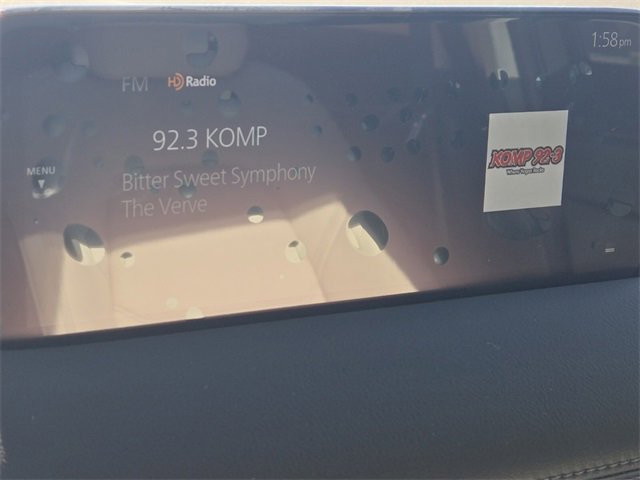 1:58pm
FM HD Radio
92.3 KOMP
KOMP 92·3
MENU
Bitter Sweet Symphony
The Verve